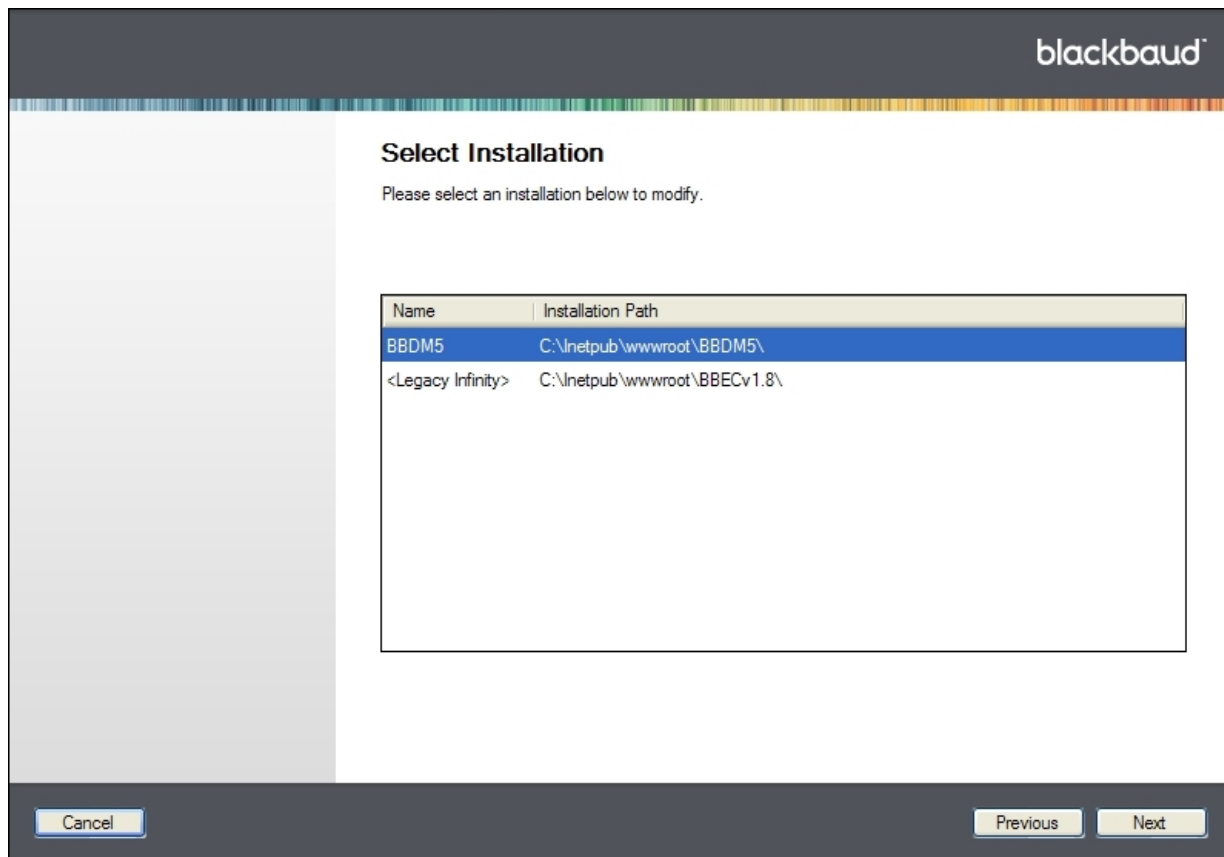 blackbaud
Select Installation
Please select an installation below to modify.
Name Installation Path
BBDM5 C:\Inetpub\wwwroot\BBDM5\
<Legacy Infinity> C:\Inetpub\wwwroot\BBECv1.8\
Cancel Previous Next